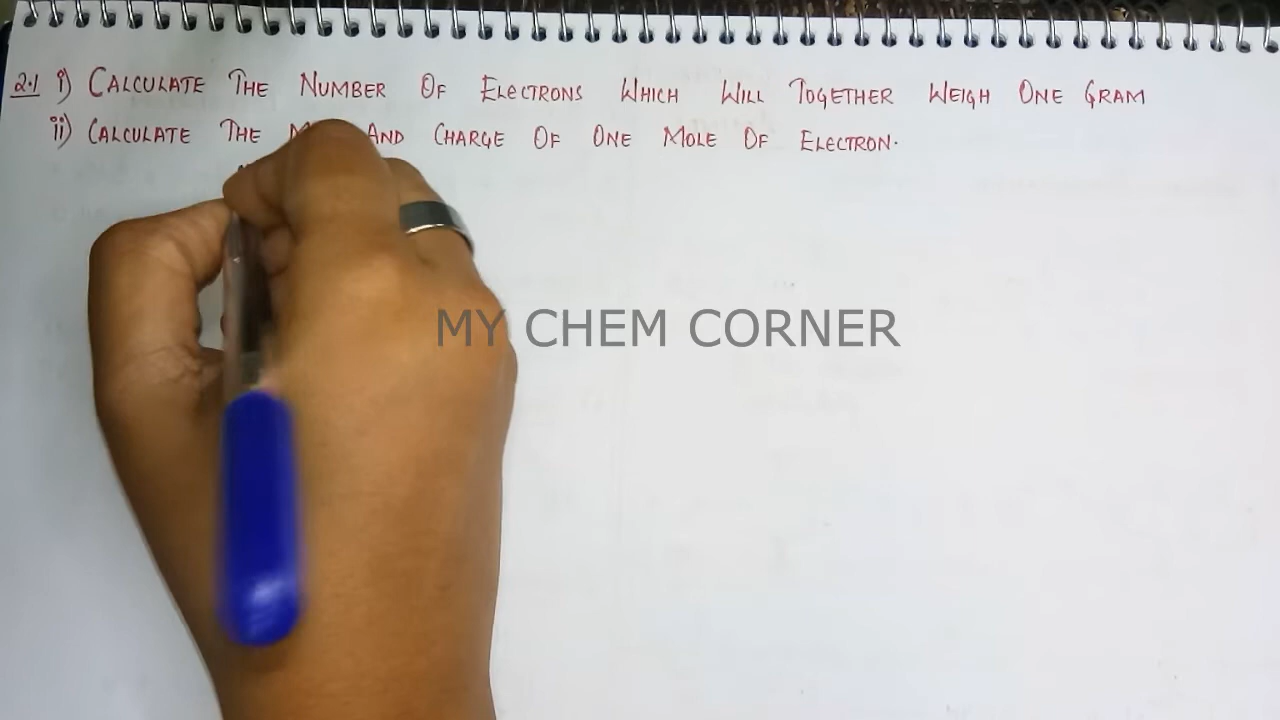 2.1 i) CALCULATE THE NUMBER OF ELECTRONS WHICH WILL TOGETHER WEIGH ONE GRAM
ii) CALCULATE THE AND CHARGE OF ONE MOLE OF ELECTRON.
MY CHEM CORNER